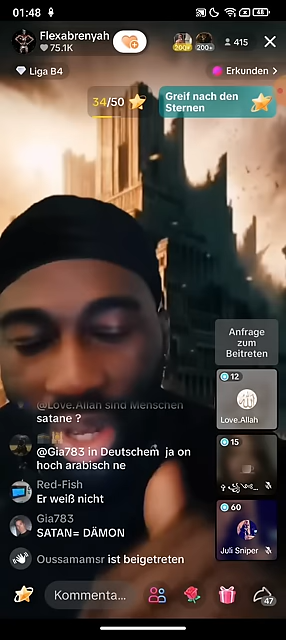 01:48
48
Flexabrenyah
75.1K
200+
200+
415
Liga B4
Erkunden >
34/50
Greif nach den
Sternen
Anfrage
zum
Beitreten
12
Love.Allah
15
60
Juli Sniper
@Love.Allah sind Menschen
satane ?
@Gia783 in Deutschem ja on
hoch arabisch ne
Red-Fish
Er weiß nicht
Gia783
SATAN= DÄMON
Oussamamsr ist beigetreten
Kommenta...
47